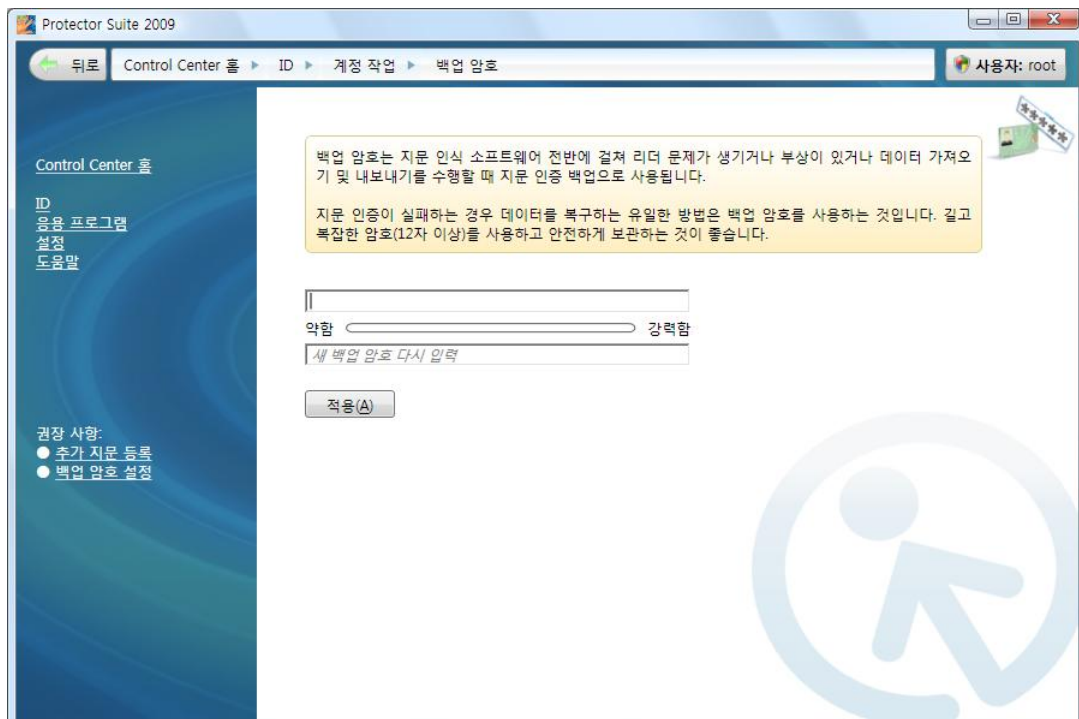 Protector Suite 2009
뒤로 Control Center 홈 ▶ ID ▶ 계정 작업 ▶ 백업 암호 사용자: root
*****
Control Center 홈
ID
응용 프로그램
설정
도움말
백업 암호는 지문 인식 소프트웨어 전반에 걸쳐 리더 문제가 생기거나 부상이 있거나 데이터 가져오
기 및 내보내기를 수행할 때 지문 인증 백업으로 사용됩니다.
지문 인증이 실패하는 경우 데이터를 복구하는 유일한 방법은 백업 암호를 사용하는 것입니다. 길고
복잡한 암호(12자 이상)를 사용하고 안전하게 보관하는 것이 좋습니다.
약함 강력함
새 백업 암호 다시 입력
적용(A)
권장 사항:
● 추가 지문 등록
● 백업 암호 설정